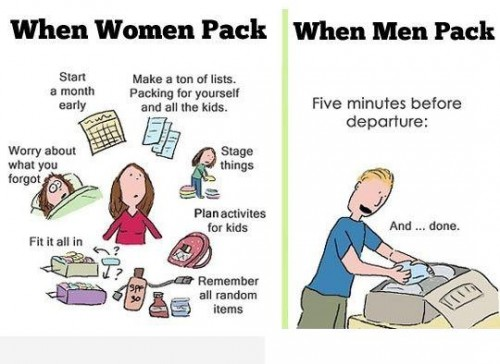 When Women Pack
Start
a month
early
Make a ton of lists.
Packing for yourself
and all the kids.
Worry about
what you
forgot
Stage
things
Plan activites
for kids
Fit it all in
?
?
SPF
30
Remember
all random
items
When Men Pack
Five minutes before
departure:
And ... done.